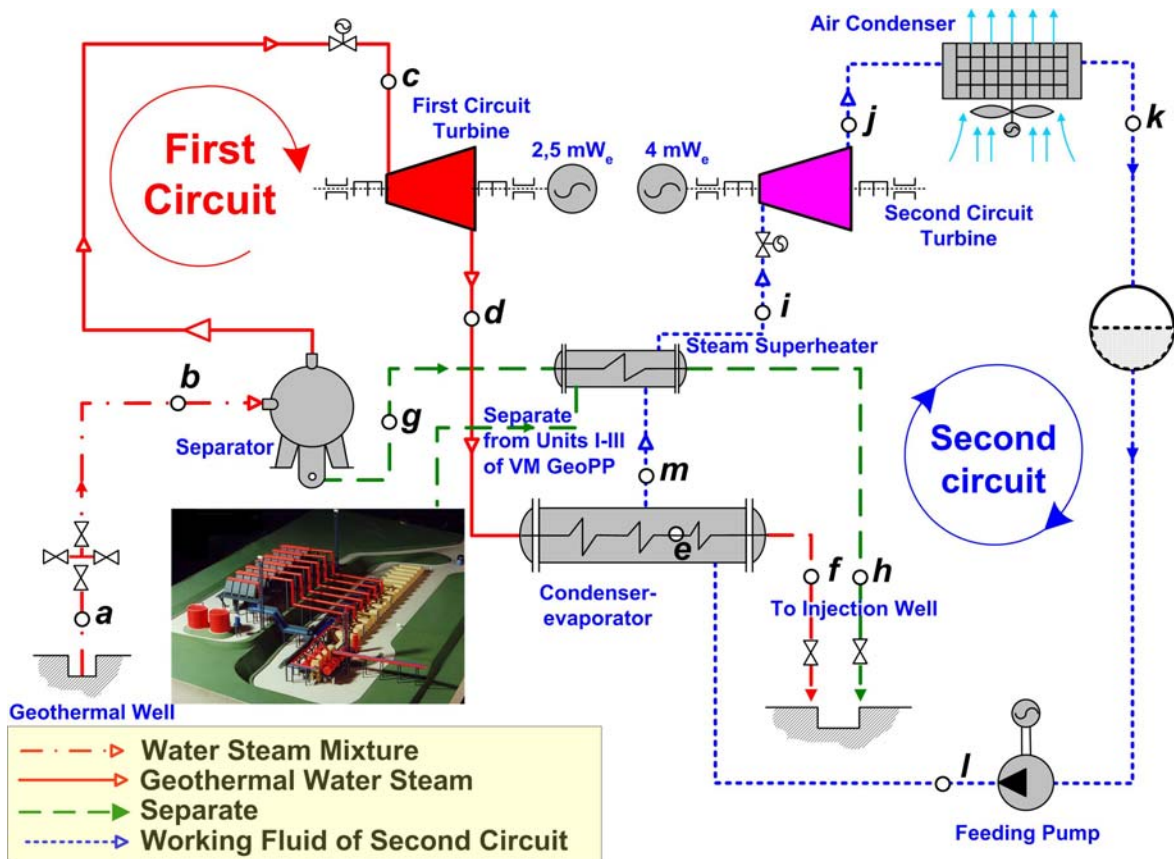 Air Condenser
c
First Circuit
Turbine
First
Circuit
2,5 mWe
4 mWe
j
k
Second Circuit
Turbine
d
i
Steam Superheater
b
Separator
g
Separate
from Units I-III
of VM GeoPP
m
Second
circuit
e
a
Condenser-
evaporator
f
h
To Injection Well
Geothermal Well
l
Feeding Pump
Water Steam Mixture
Geothermal Water Steam
Separate
Working Fluid of Second Circuit